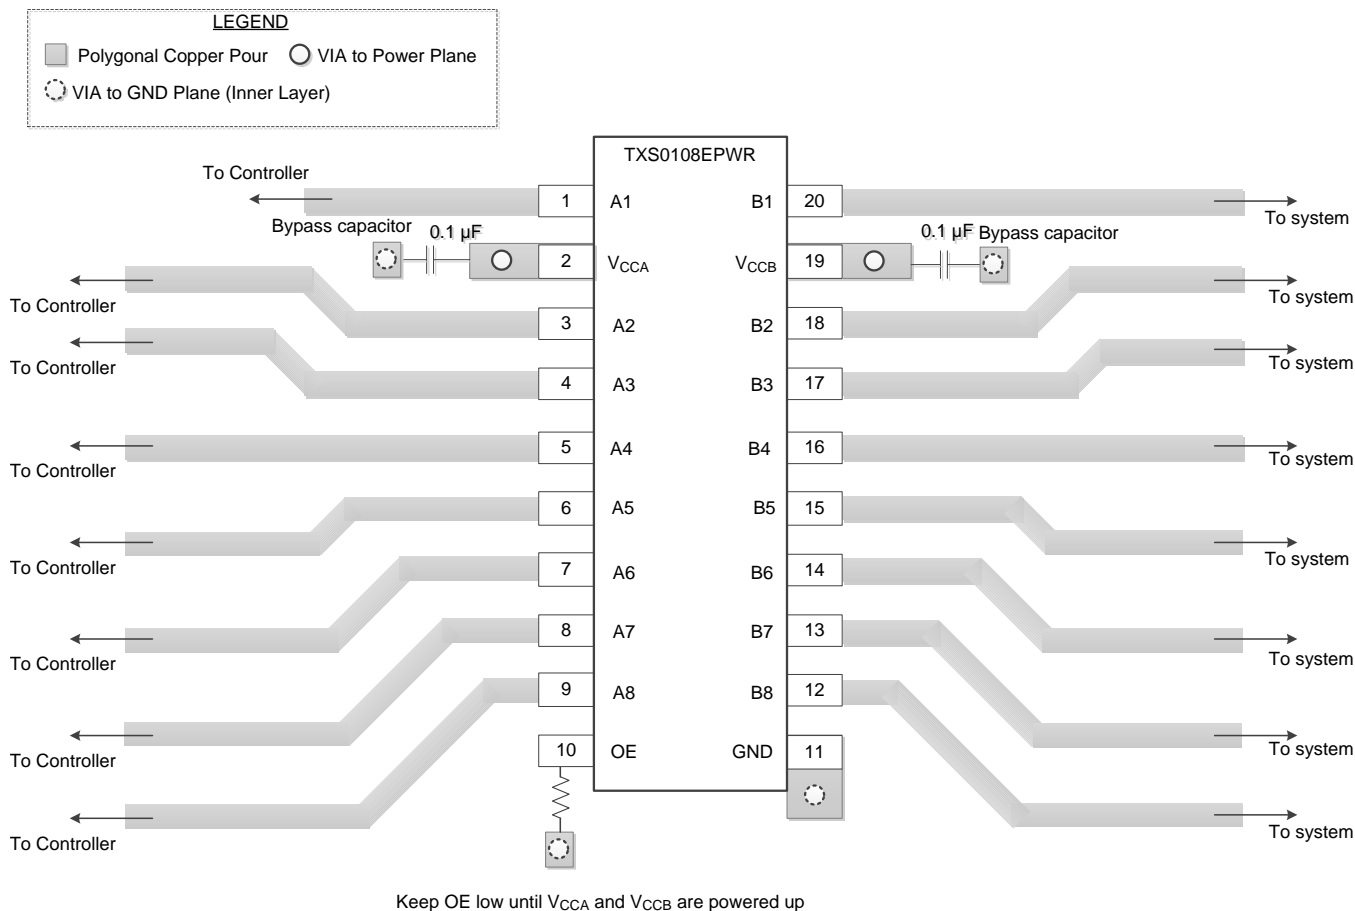 LEGEND
Polygonal Copper Pour
VIA to Power Plane
VIA to GND Plane (Inner Layer)
TXS0108EPWR
To Controller
1 A1 B1 20
To system
Bypass capacitor
0.1 µF
0.1 µF
Bypass capacitor
2 VCCA VCCB 19
To Controller
To system
3 A2 B2 18
To Controller
To system
4 A3 B3 17
5 A4 B4 16
To Controller
To system
6 A5 B5 15
To Controller
To system
7 A6 B6 14
8 A7 B7 13
To Controller
To system
9 A8 B8 12
10 OE GND 11
To Controller
To system
To Controller
To system
Keep OE low until VCCA and VCCB are powered up